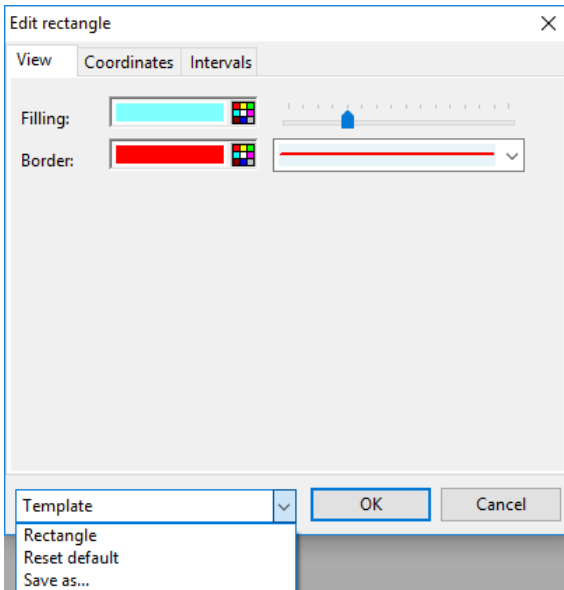 Edit rectangle
View Coordinates Intervals
Filling:
Border:
Template OK Cancel
Rectangle
Reset default
Save as...